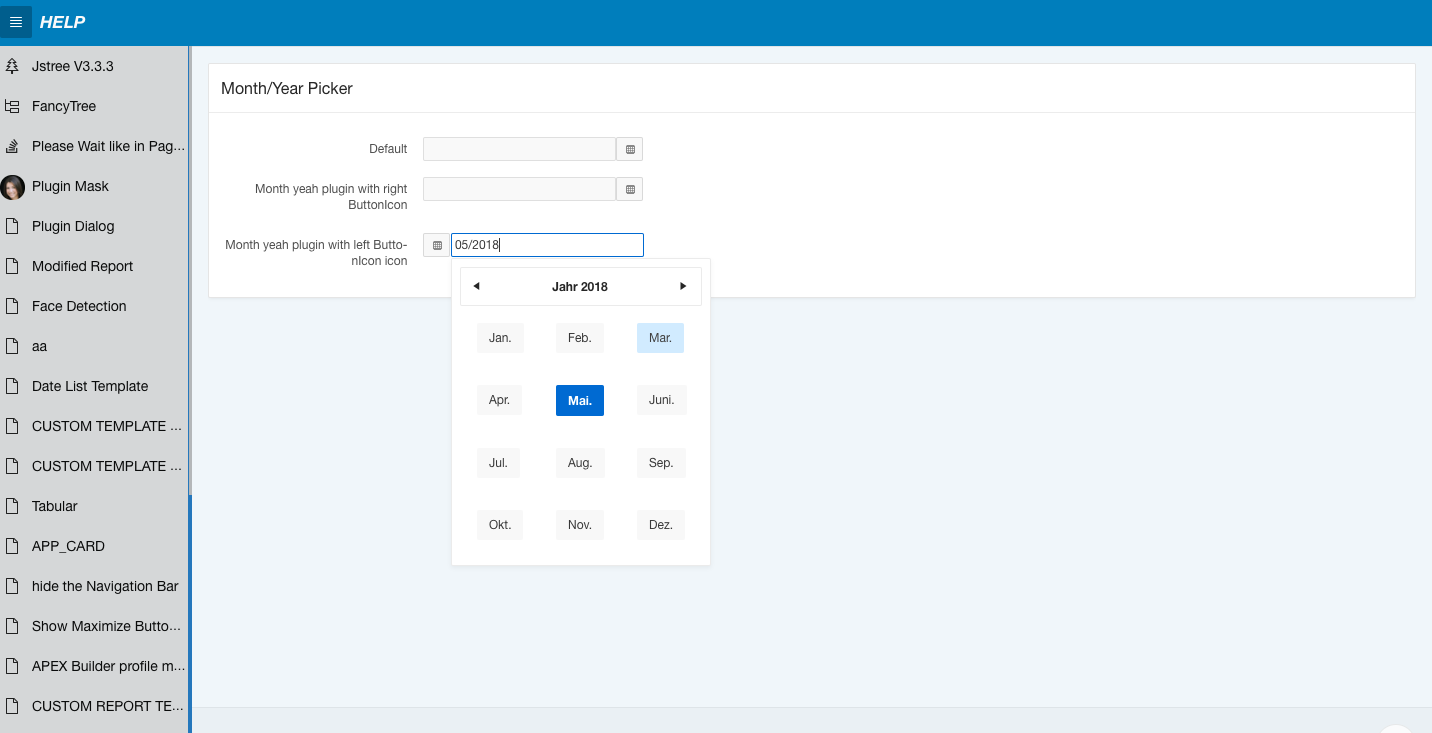 HELP
Jstree V3.3.3
FancyTree
Please Wait like in Pag...
Plugin Mask
Plugin Dialog
Modified Report
Face Detection
aa
Date List Template
CUSTOM TEMPLATE ...
CUSTOM TEMPLATE ...
Tabular
APP_CARD
hide the Navigation Bar
Show Maximize Butto...
APEX Builder profile m...
CUSTOM REPORT TE...
Month/Year Picker
Default
Month yeah plugin with right
ButtonIcon
Month yeah plugin with left Butto-
nIcon icon
05/2018
Jahr 2018
Jan. Feb. Mar.
Apr. Mai. Juni.
Jul. Aug. Sep.
Okt. Nov. Dez.